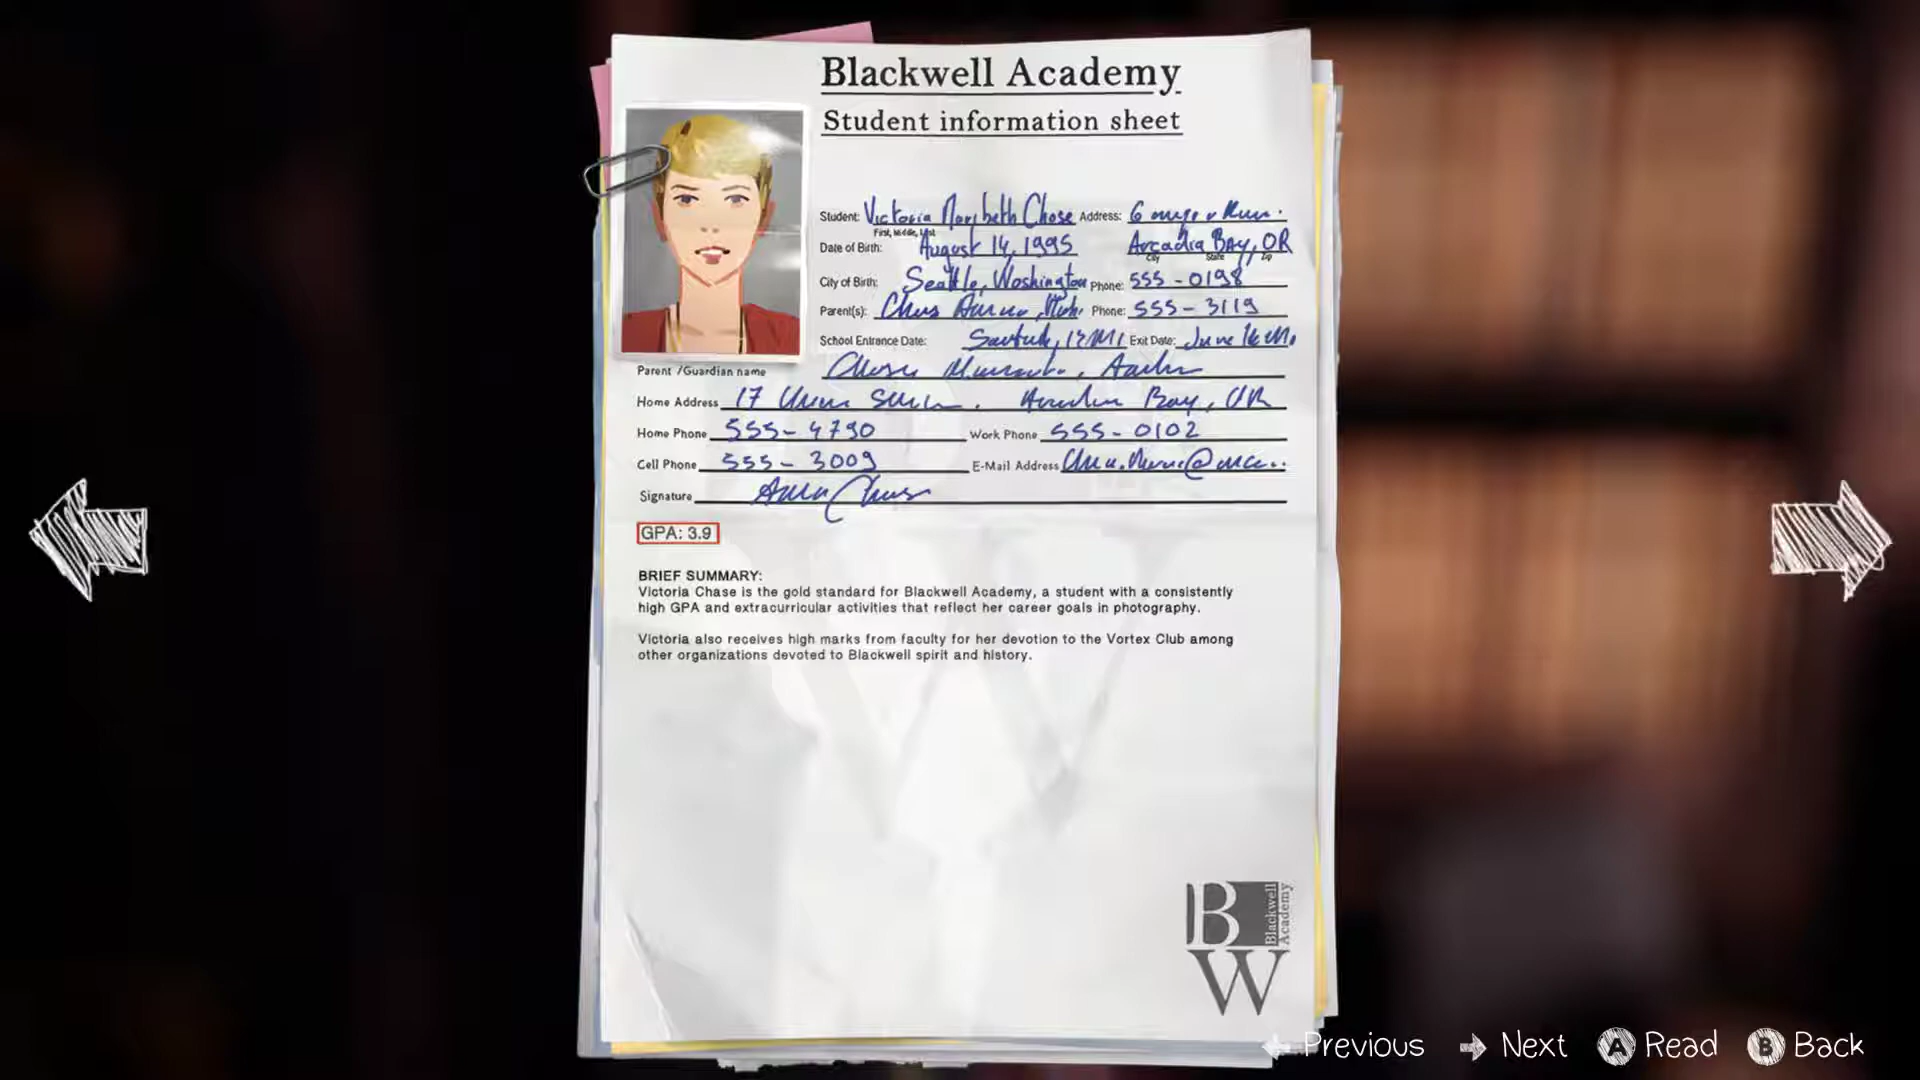 Blackwell Academy
Student information sheet
Student: Victoria Maribeth Chase Address:
First, Middle, Last
Date of Birth: August 14, 1995 Arcadia Bay, OR
City State Zip
City of Birth: Seattle, Washington Phone: 555-0198
Parent(s): Phone: 555-3119
School Entrance Date: Exit Date: June
Parent /Guardian name
Home Address 17 Bay, OR
Home Phone 555-4790 Work Phone 555-0102
Cell Phone 555-3009 E-Mail Address
Signature
GPA: 3.9
BRIEF SUMMARY:
Victoria Chase is the gold standard for Blackwell Academy, a student with a consistently
high GPA and extracurricular activities that reflect her career goals in photography.
Victoria also receives high marks from faculty for her devotion to the Vortex Club among
other organizations devoted to Blackwell spirit and history.
B
W
Blackwell
Academy
Previous Next A Read B Back